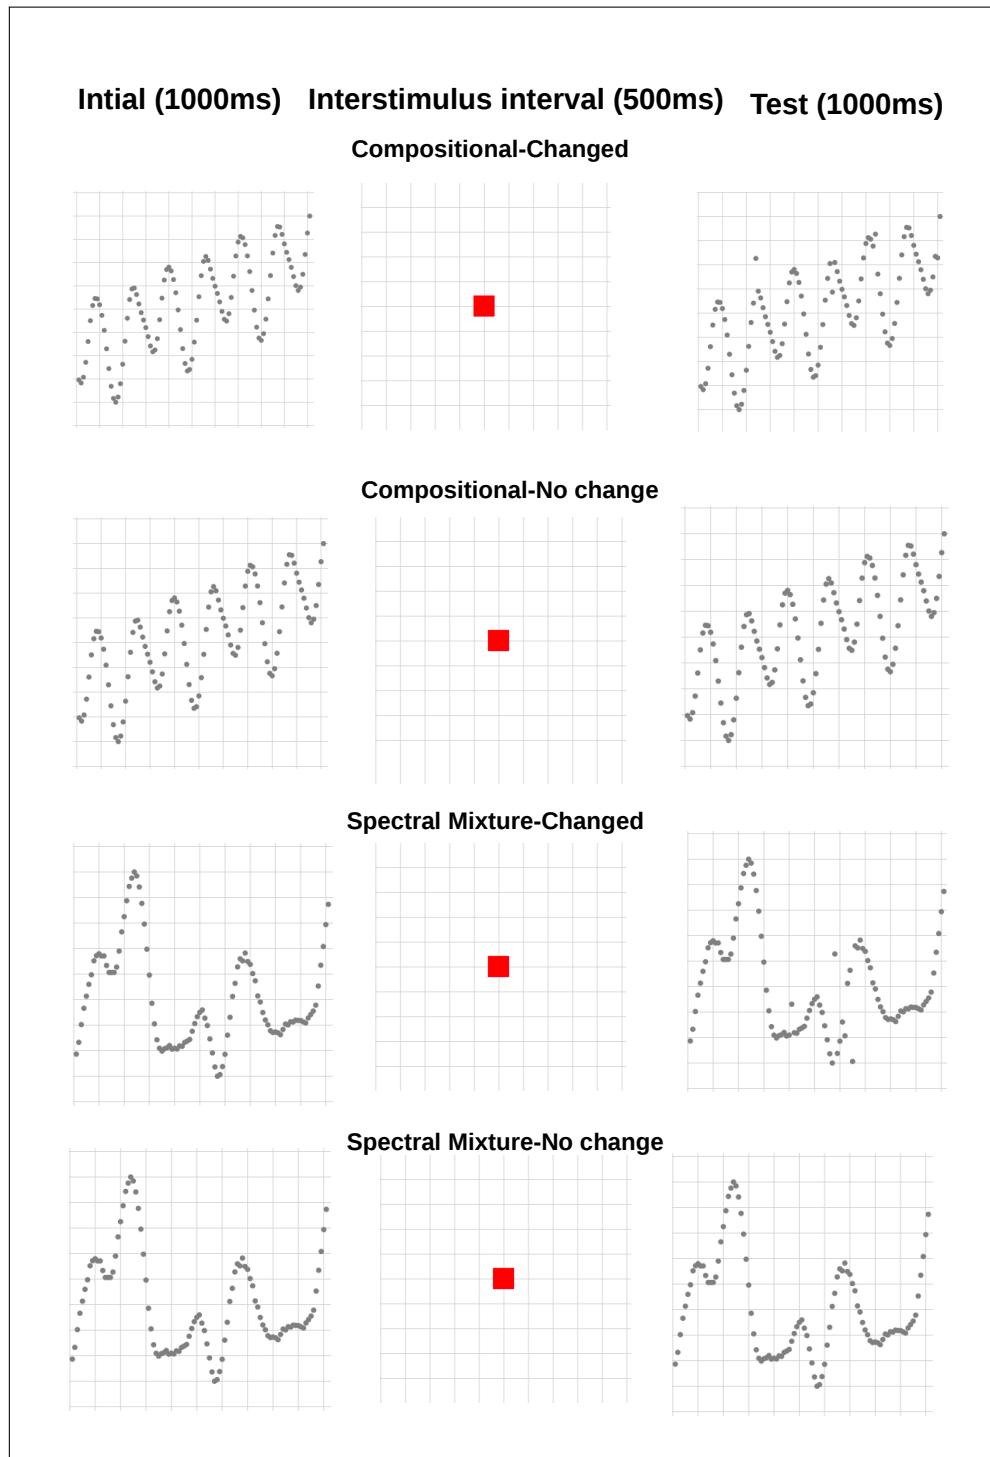 Intial (1000ms) Interstimulus interval (500ms) Test (1000ms)
Compositional-Changed
Compositional-No change
Spectral Mixture-Changed
Spectral Mixture-No change